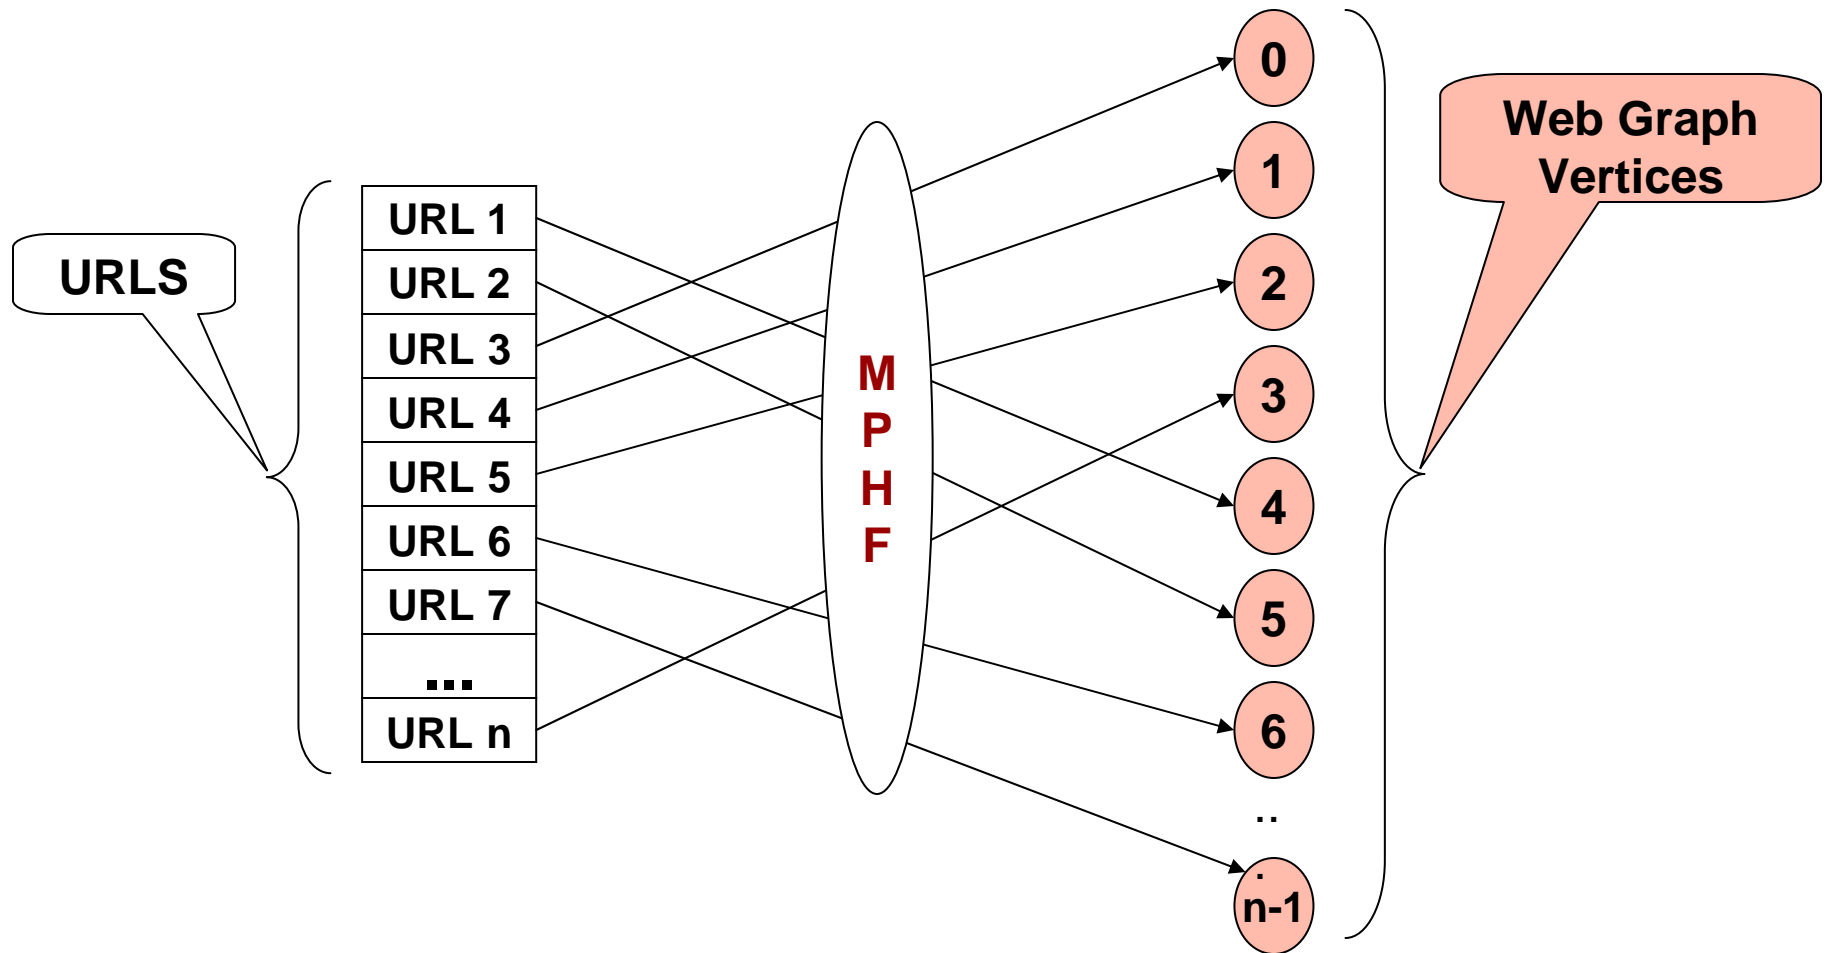 URLS
URL 1
URL 2
URL 3
URL 4
URL 5
URL 6
URL 7
...
URL n
M
P
H
F
0
1
2
3
4
5
6
..
.
n-1
Web Graph
Vertices